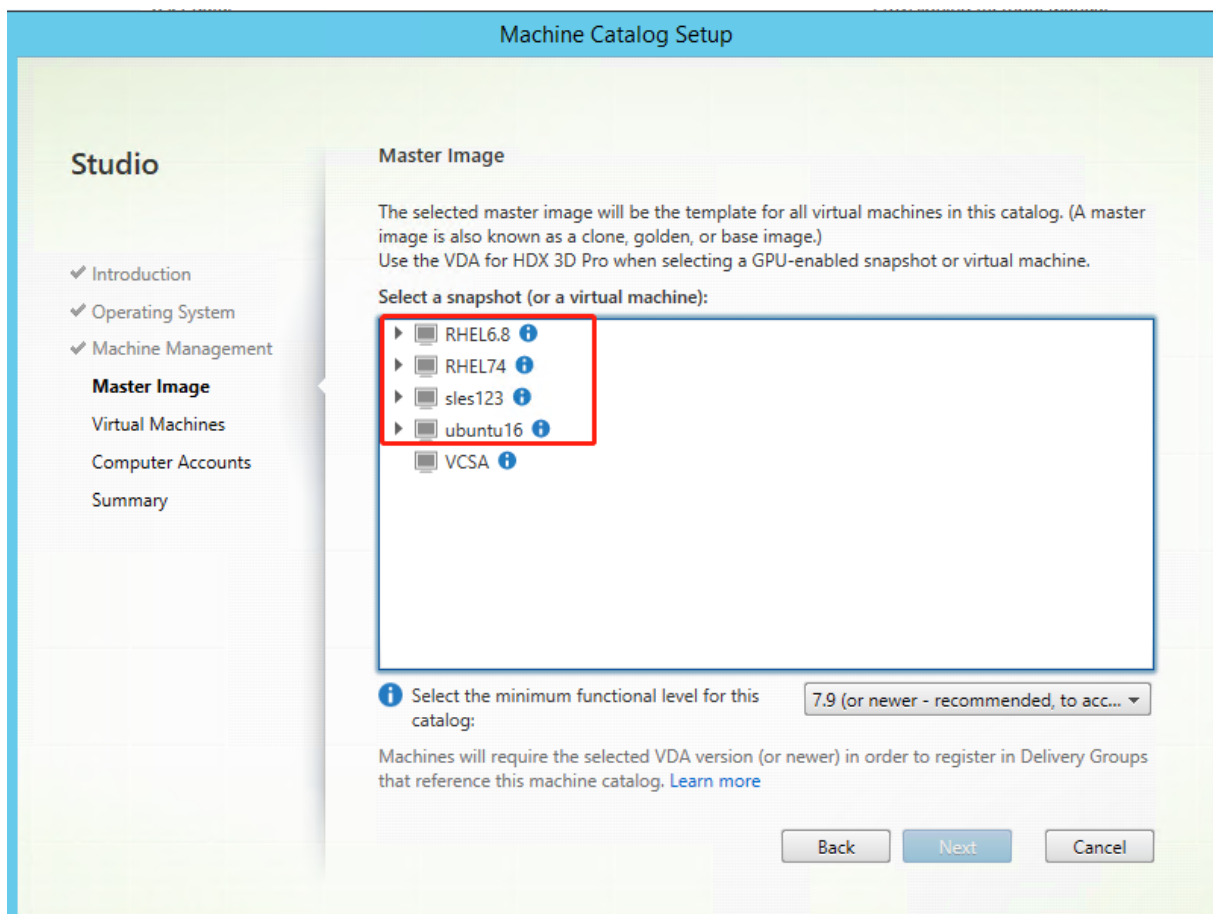 Machine Catalog Setup
Studio
Introduction
Operating System
Machine Management
Master Image
Virtual Machines
Computer Accounts
Summary
Master Image
The selected master image will be the template for all virtual machines in this catalog. (A master
image is also known as a clone, golden, or base image.)
Use the VDA for HDX 3D Pro when selecting a GPU-enabled snapshot or virtual machine.
Select a snapshot (or a virtual machine):
RHEL6.8
RHEL74
sles123
ubuntu16
VCSA
Select the minimum functional level for this
catalog:
7.9 (or newer - recommended, to acc...
Machines will require the selected VDA version (or newer) in order to register in Delivery Groups
that reference this machine catalog. Learn more
Back
Next
Cancel